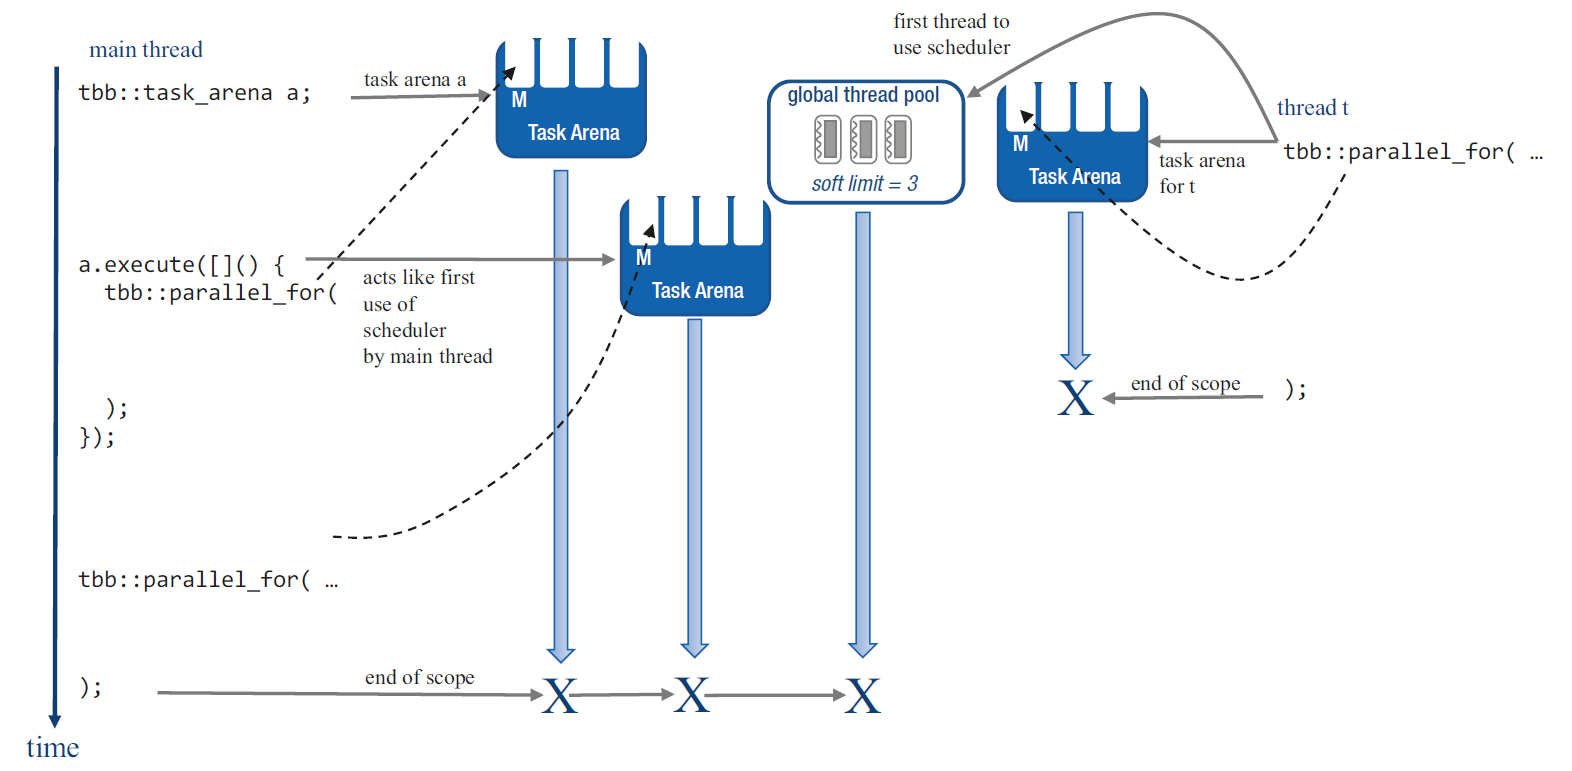 main thread
tbb::task_arena a;
task arena a
M
Task Arena
first thread to
use scheduler
global thread pool
soft limit = 3
M
Task Arena
thread t
tbb::parallel_for( …
task arena
for t
a.execute([]() {
tbb::parallel_for(
acts like first
use of
scheduler
by main thread
M
Task Arena
);
});
X
end of scope
);
tbb::parallel_for( …
);
end of scope
X
X
X
time